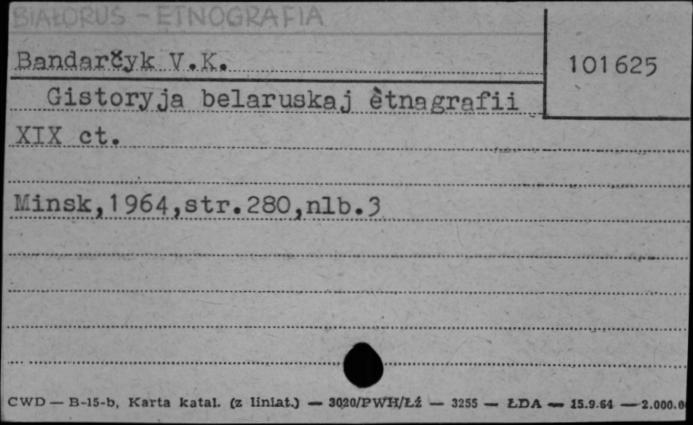 BIAŁORUŚ - ETNOGRAFIA
Bandarčyk V.K.
101625
Gistoryja belaruskaj ètnagrafii
XIX ct.
Minsk,1964,str.280,nlb.3
CWD — B-15-b, Karta katal. (z liniat.) — 3020/PWH/Łź — 3255 — ŁDA — 15.9.64 — 2.000.0